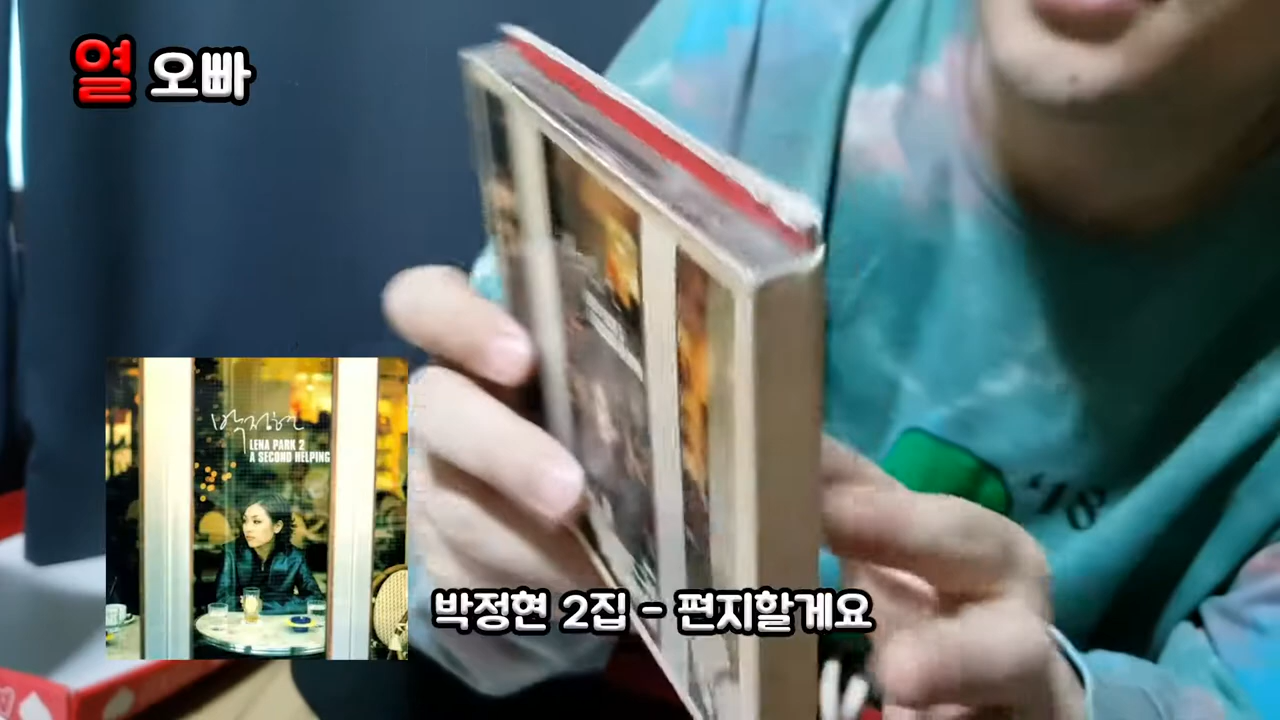 열 오빠
박정현
LENA PARK 2
A SECOND HELPING
'18
박정현 2집 - 편지할게요